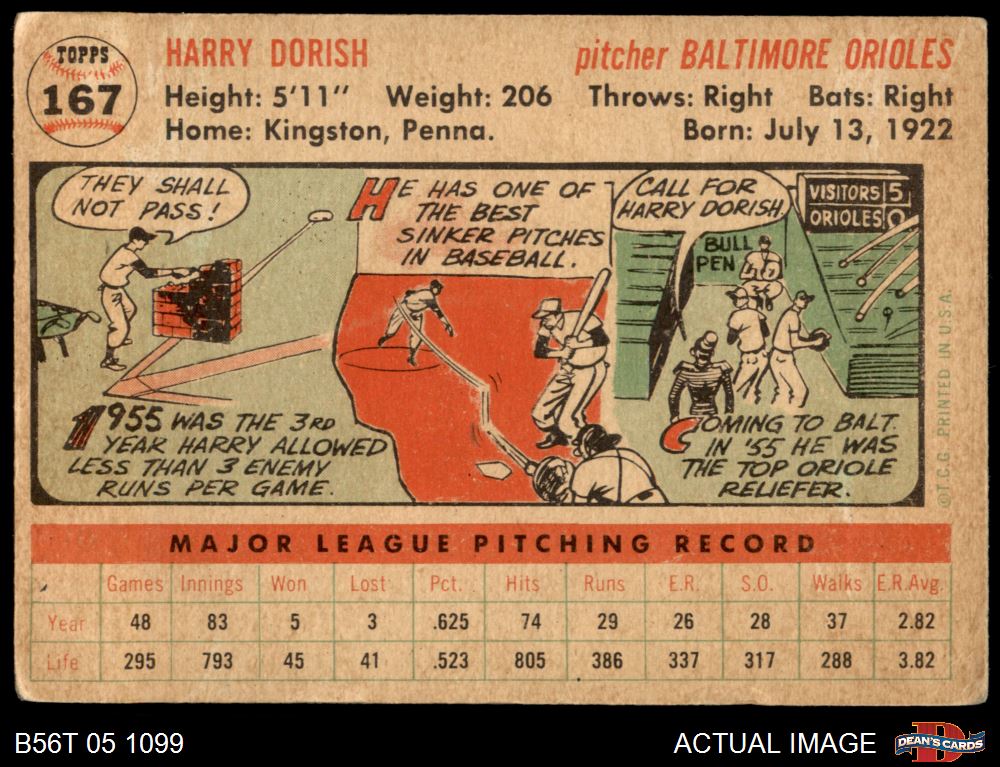 TOPPS
167
HARRY DORISH
pitcher BALTIMORE ORIOLES
Height: 5'11" Weight: 206 Throws: Right Bats: Right
Home: Kingston, Penna. Born: July 13, 1922
THEY SHALL
NOT PASS!
1955 WAS THE 3RD
YEAR HARRY ALLOWED
LESS THAN 3 ENEMY
RUNS PER GAME.
HE HAS ONE OF
THE BEST
SINKER PITCHES
IN BASEBALL.
CALL FOR
HARRY DORISH.
VISITORS 5
ORIOLES 0
BULL
PEN
?
COMING TO BALT.
IN '55 HE WAS
THE TOP ORIOLE
RELIEFER.
©T.C.G. PRINTED IN U.S.A.
MAJOR LEAGUE PITCHING RECORD
Games Innings Won Lost Pct. Hits Runs E.R. S.O. Walks E.R.Avg.
Year 48 83 5 3 .625 74 29 26 28 37 2.82
Life 295 793 45 41 .523 805 386 337 317 288 3.82
B56T 05 1099
ACTUAL IMAGE
DEAN'S CARDS